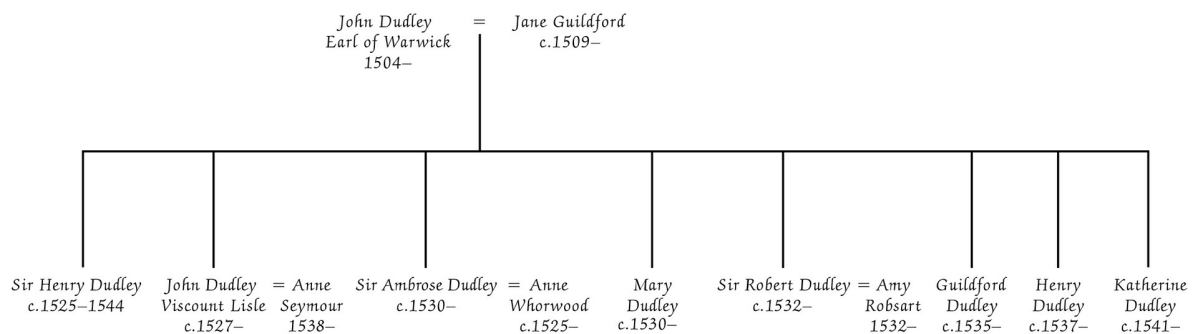 John Dudley = Jane Guildford
Earl of Warwick c.1509–
1504–
Sir Henry Dudley John Dudley = Anne Sir Ambrose Dudley = Anne Mary Sir Robert Dudley = Amy Guildford Henry Katherine
c.1525–1544 Viscount Lisle Seymour c.1530– Whorwood Dudley c.1532– Robsart Dudley Dudley Dudley
c.1527– 1538– c.1525– c.1530– 1532– c.1535– c.1537– c.1541–